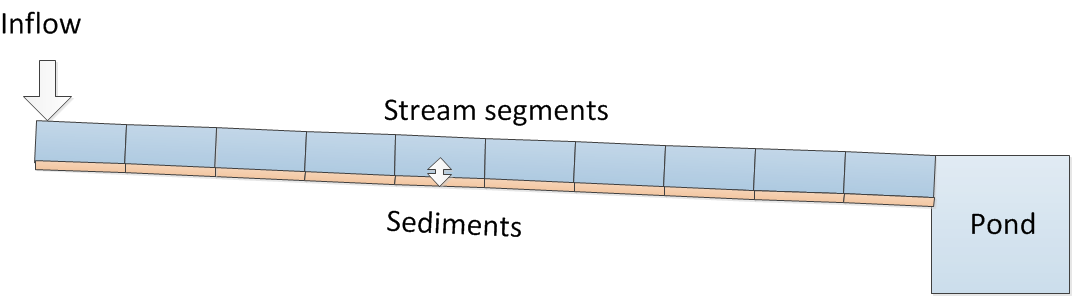 Inflow
Stream segments
Sediments
Pond